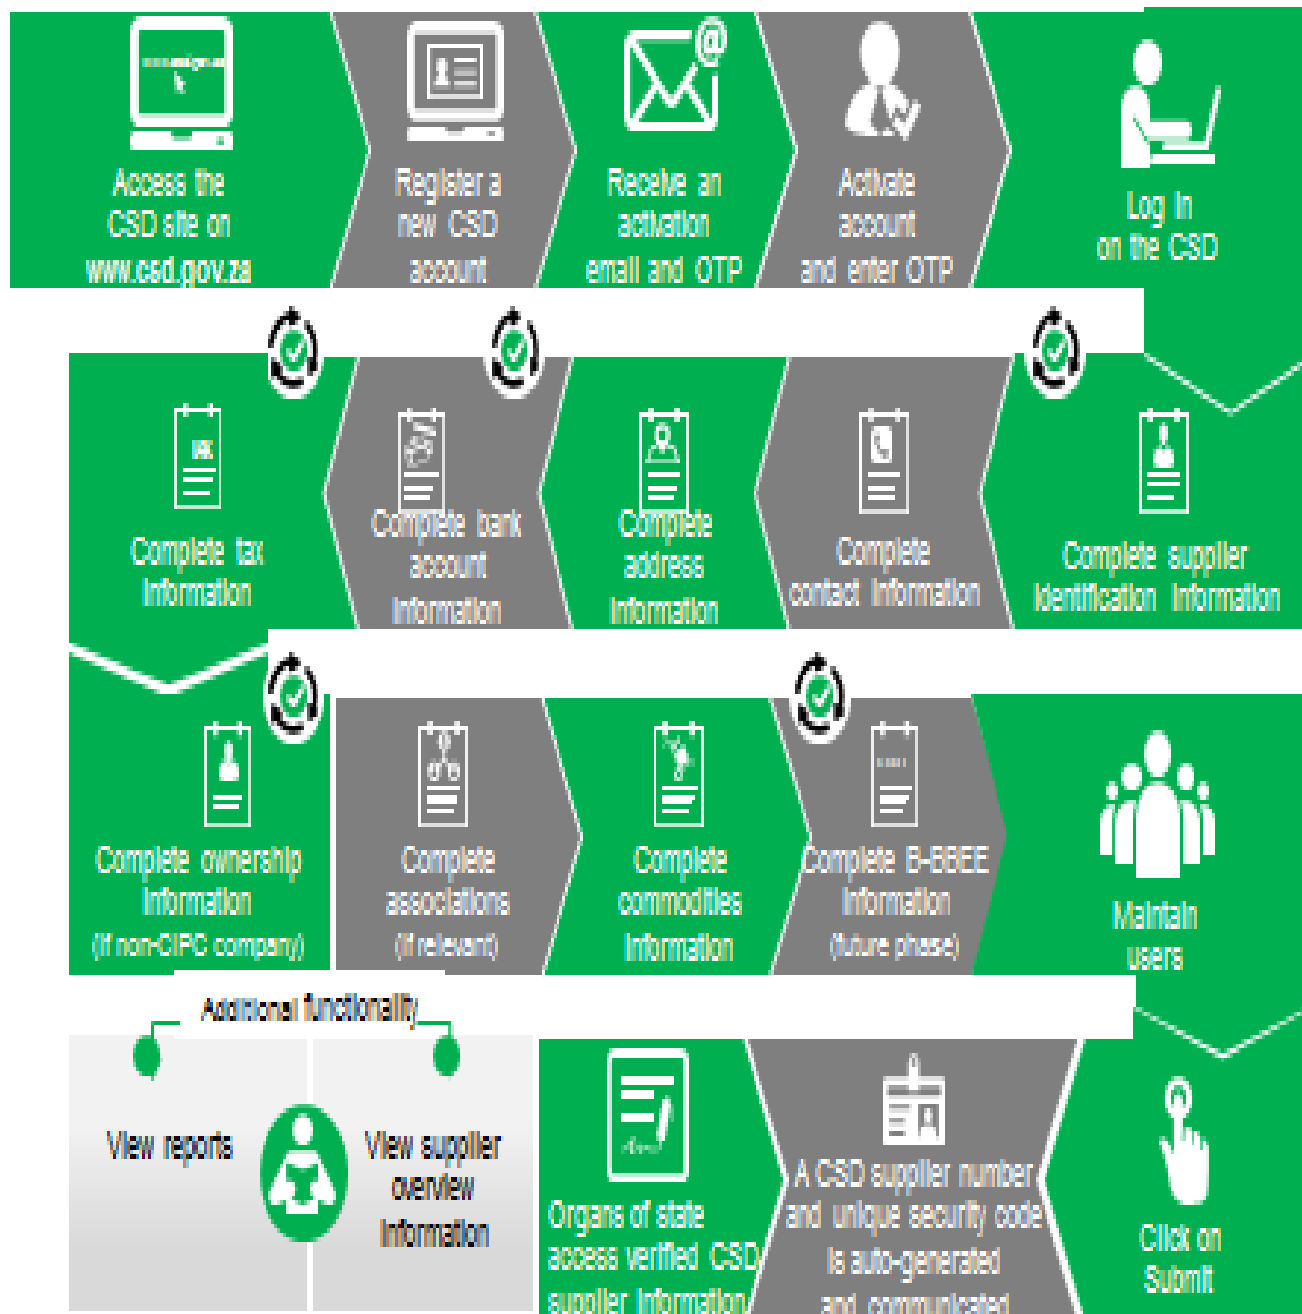 Access the
CSD site on
www.csd.gov.za
Register a
new CSD
account
Receive an
activation
email and OTP
Activate
account
and enter OTP
Log in
on the CSD
Complete tax
information
Complete bank
account
information
Complete
address
information
Complete
contact information
Complete supplier
identification information
Complete ownership
information
(if non-CIPC company)
Complete
associations
(if relevant)
Complete
commodities
information
Complete B-BBEE
information
(future phase)
Maintain
users
Additional functionality
View reports
View supplier
overview
information
Organs of state
access verified CSD
supplier information
A CSD supplier number
and unique security code
is auto-generated
and communicated
Click on
Submit